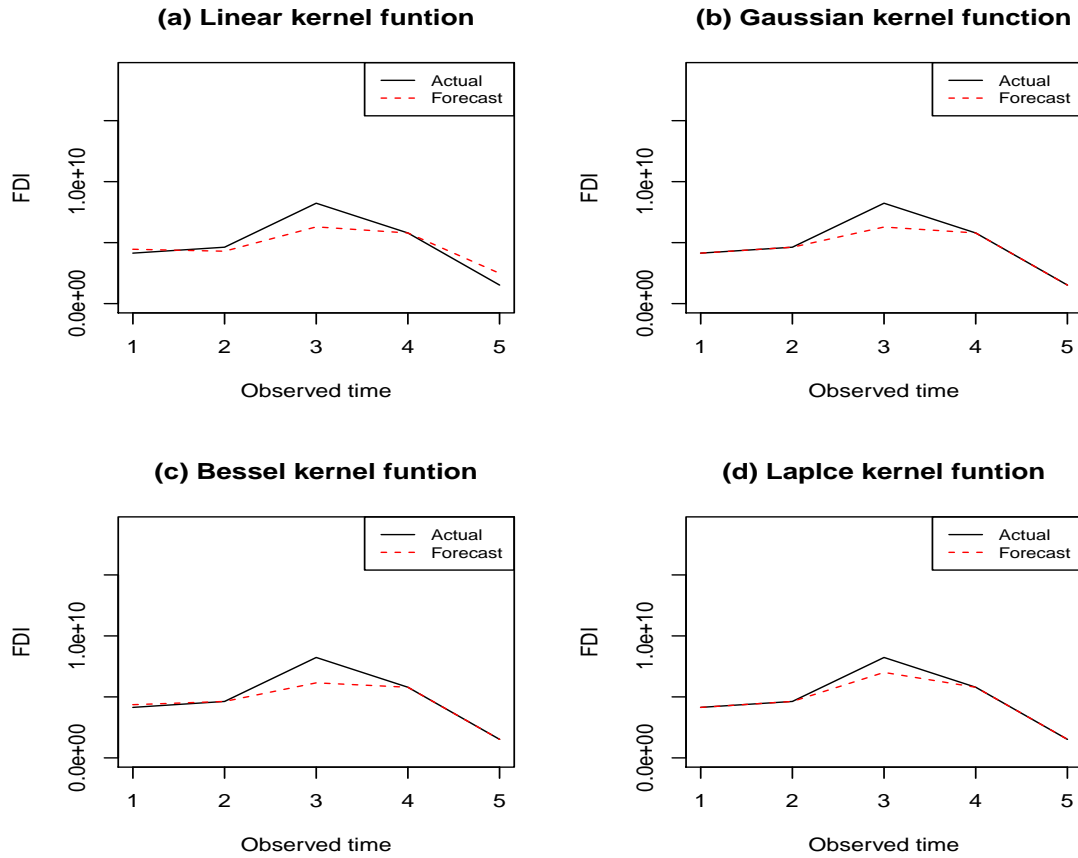 (a) Linear kernel funtion
Actual
Forecast
FDI
1.0e+10
0.0e+00
1 2 3 4 5
Observed time
(b) Gaussian kernel function
Actual
Forecast
FDI
1.0e+10
0.0e+00
1 2 3 4 5
Observed time
(c) Bessel kernel funtion
Actual
Forecast
FDI
1.0e+10
0.0e+00
1 2 3 4 5
Observed time
(d) Laplce kernel funtion
Actual
Forecast
FDI
1.0e+10
0.0e+00
1 2 3 4 5
Observed time